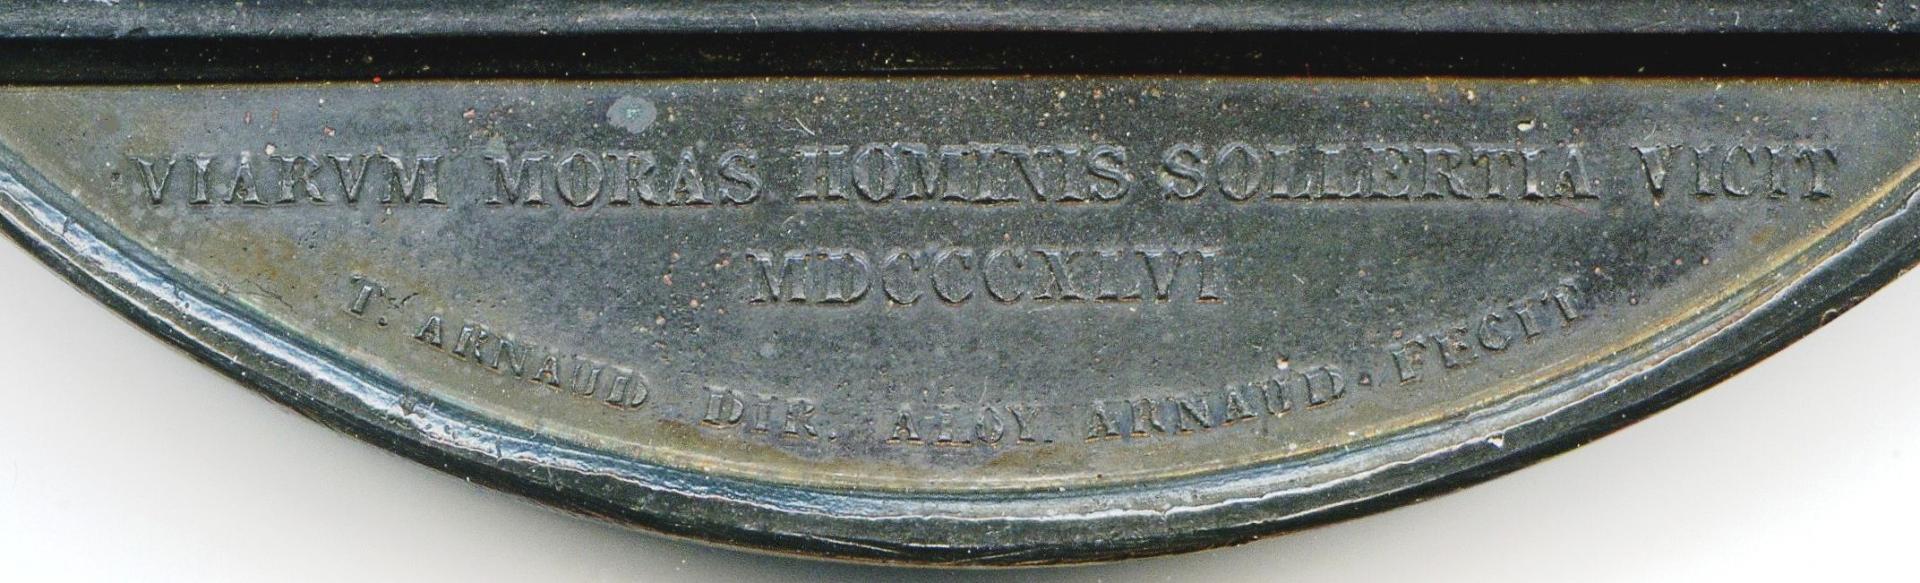 VIARVM MORAS HOMINIS SOLLERTIA VICIT
MDCCCXLVI
T. ARNAUD DIR. ALOY. ARNAUD. FECIT